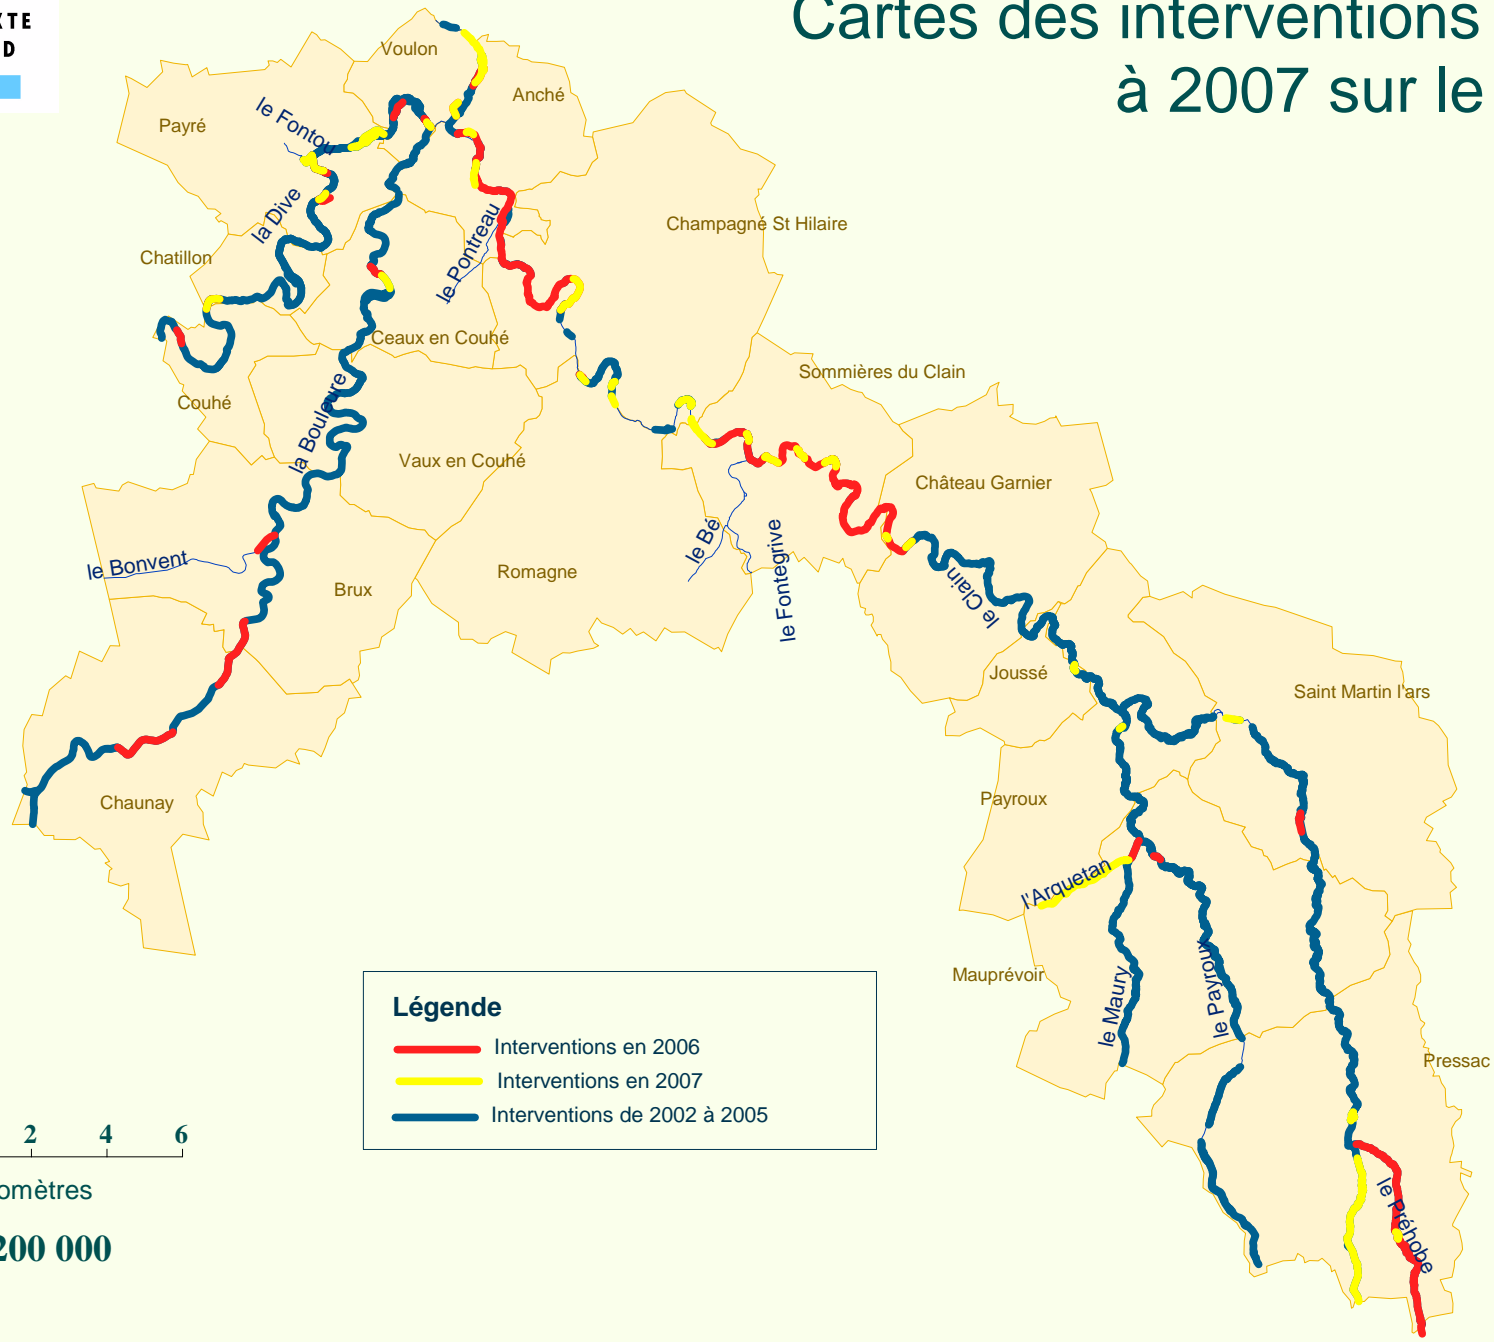 Cartes des interventions
à 2007 sur le
Voulon
Anché
Payré
le Fontou
la Dive
Chatillon
le Pontreau
Champagné St Hilaire
Ceaux en Couhé
Couhé
la Bouleure
Vaux en Couhé
Sommières du Clain
Château Garnier
le Bé
le Fontegrive
le Bonvent
Brux
Romagne
le Clain
Joussé
Saint Martin l'ars
Chaunay
Payroux
l'Arquetan
Mauprévoir
le Maury
le Payroux
Pressac
le Préhobe
Légende
Interventions en 2006
Interventions en 2007
Interventions de 2002 à 2005
2 4 6
omètres
200 000